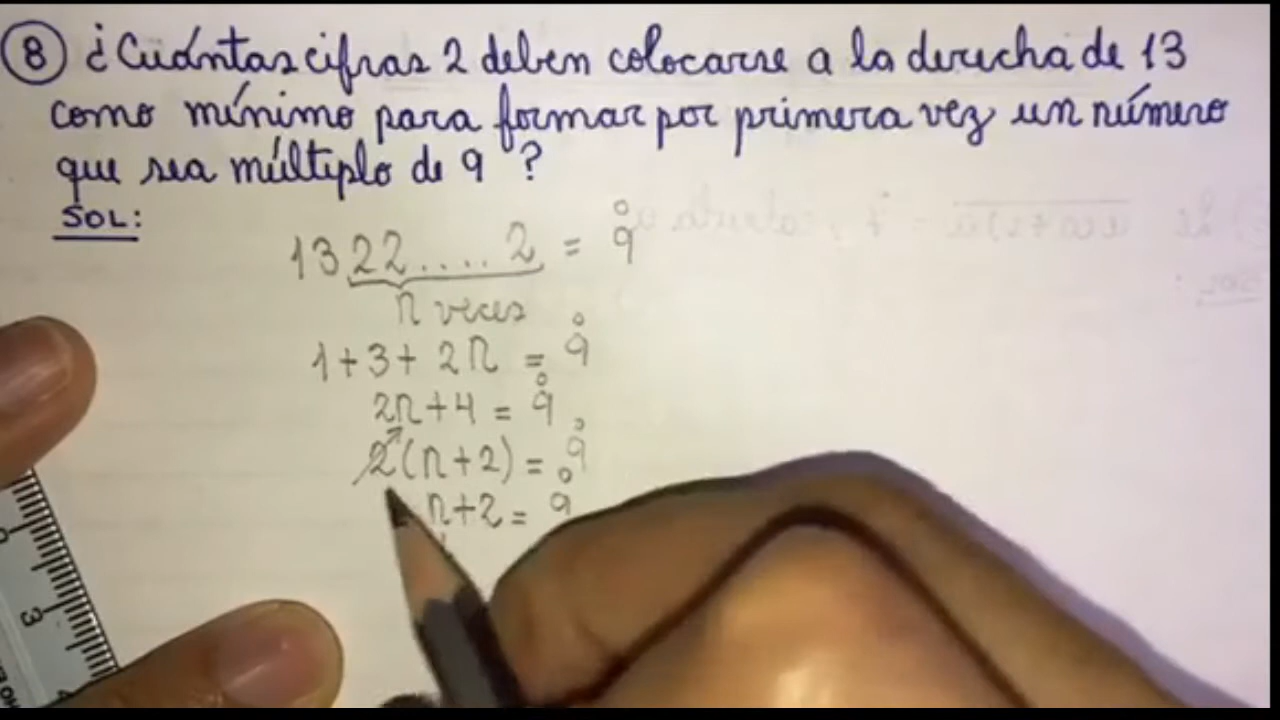 8 ¿Cuántas cifras 2 deben colocarse a la derecha de 13
como mínimo para formar por primera vez un número
que sea múltiplo de 9 ?
SOL:
1322....2 = 9̊
n veces
1+3+2n = 9̊
2n+4 = 9̊
2(n+2) = 9̊
n+2 = 9̊
3